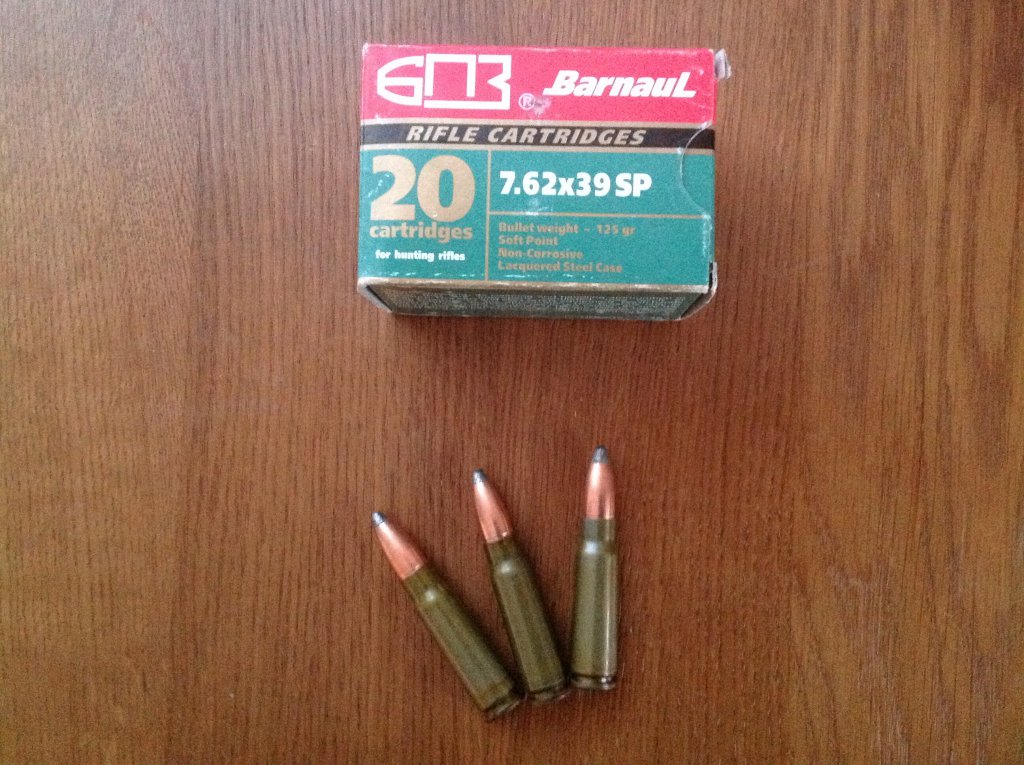 БПЗ ® BarnauL
RIFLE CARTRIDGES
20
cartridges
for hunting rifles
7.62x39 SP
Bullet weight - 125 gr
Soft Point
Non-Corrosive
Lacquered Steel Case